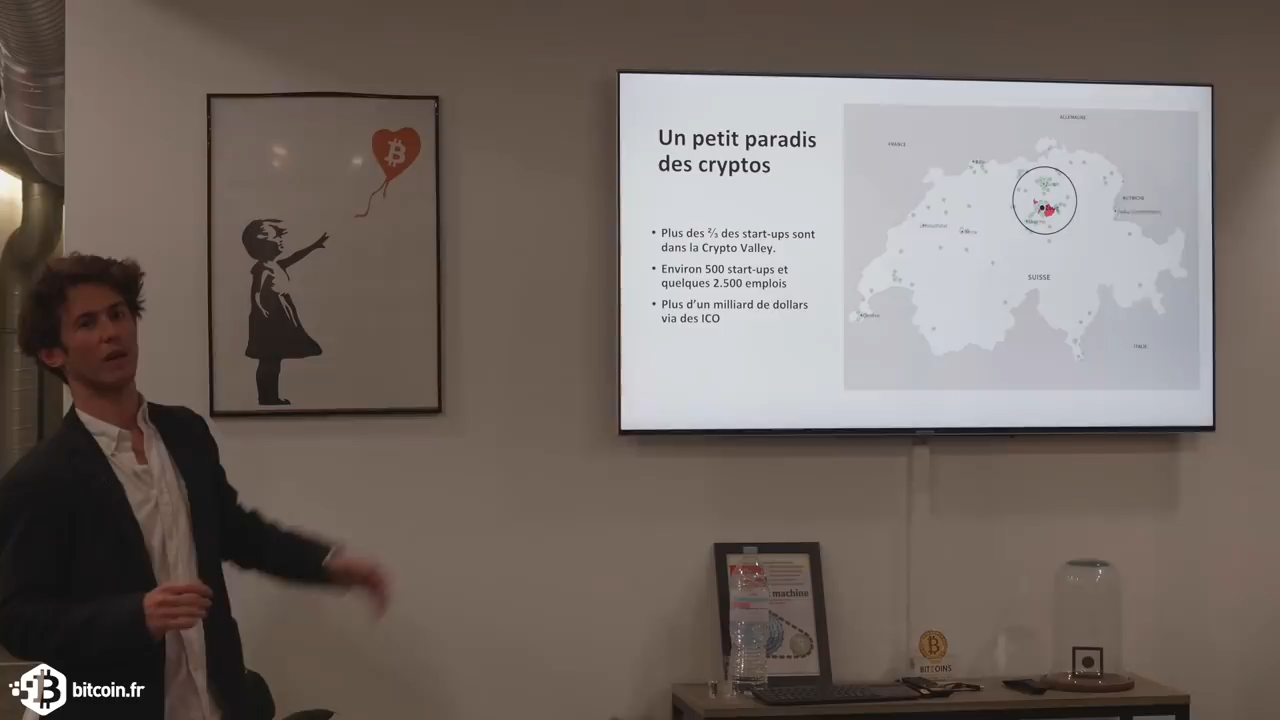 Un petit paradis
des cryptos
• Plus des ⅔ des start-ups sont
dans la Crypto Valley.
• Environ 500 start-ups et
quelques 2.500 emplois
• Plus d'un milliard de dollars
via des ICO
ALLEMAGNE
FRANCE
SUISSE
ITALIE
machine
BITCOINS
bitcoin.fr